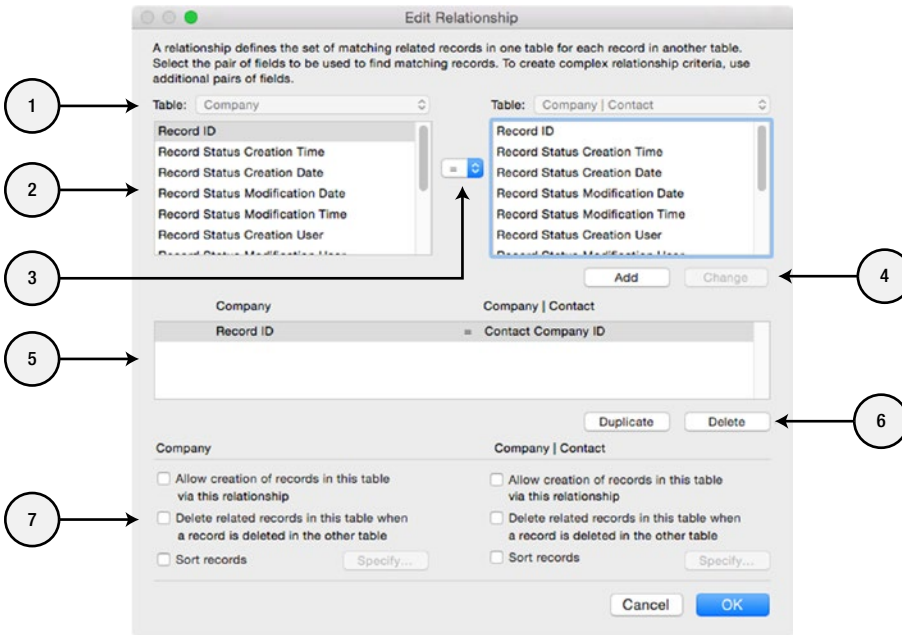 Edit Relationship
A relationship defines the set of matching related records in one table for each record in another table.
Select the pair of fields to be used to find matching records. To create complex relationship criteria, use
additional pairs of fields.
1
Table: Company
Table: Company | Contact
Record ID
Record Status Creation Time
Record Status Creation Date
Record Status Modification Date
Record Status Modification Time
Record Status Creation User
Record Status Modification User
2
=
3
Record ID
Record Status Creation Time
Record Status Creation Date
Record Status Modification Date
Record Status Modification Time
Record Status Creation User
Record Status Modification User
Add
Change
4
Company
Company | Contact
Record ID = Contact Company ID
5
Duplicate
Delete
6
Company
Company | Contact
Allow creation of records in this table
via this relationship
Delete related records in this table when
a record is deleted in the other table
Sort records
Specify...
7
Allow creation of records in this table
via this relationship
Delete related records in this table when
a record is deleted in the other table
Sort records
Specify...
Cancel
OK